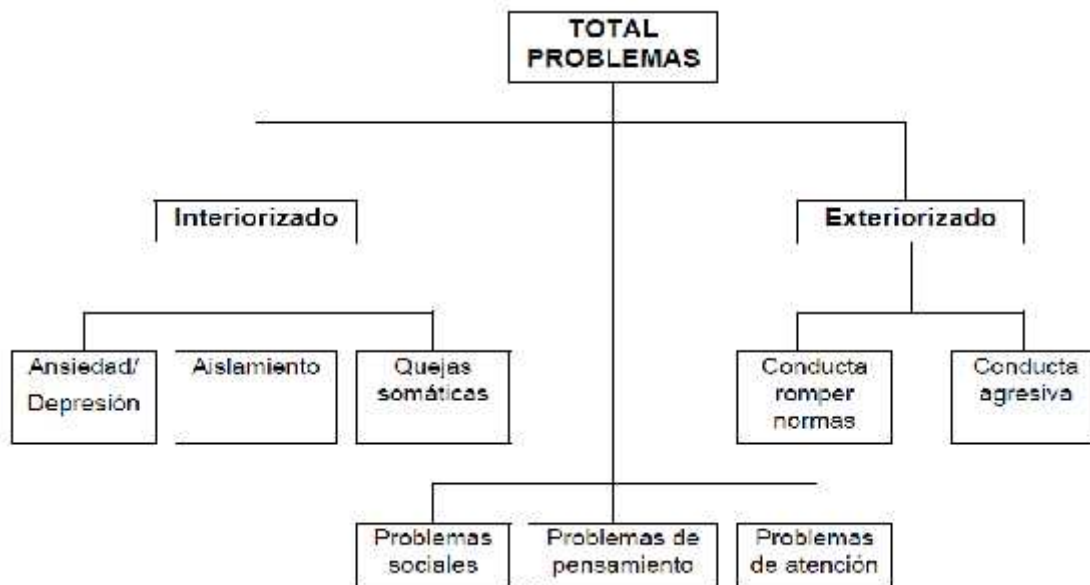 TOTAL
PROBLEMAS
Interiorizado
Exteriorizado
Ansiedad/
Depresión
Aislamiento
Quejas
somáticas
Conducta
romper
normas
Conducta
agresiva
Problemas
sociales
Problemas de
pensamiento
Problemas
de atención